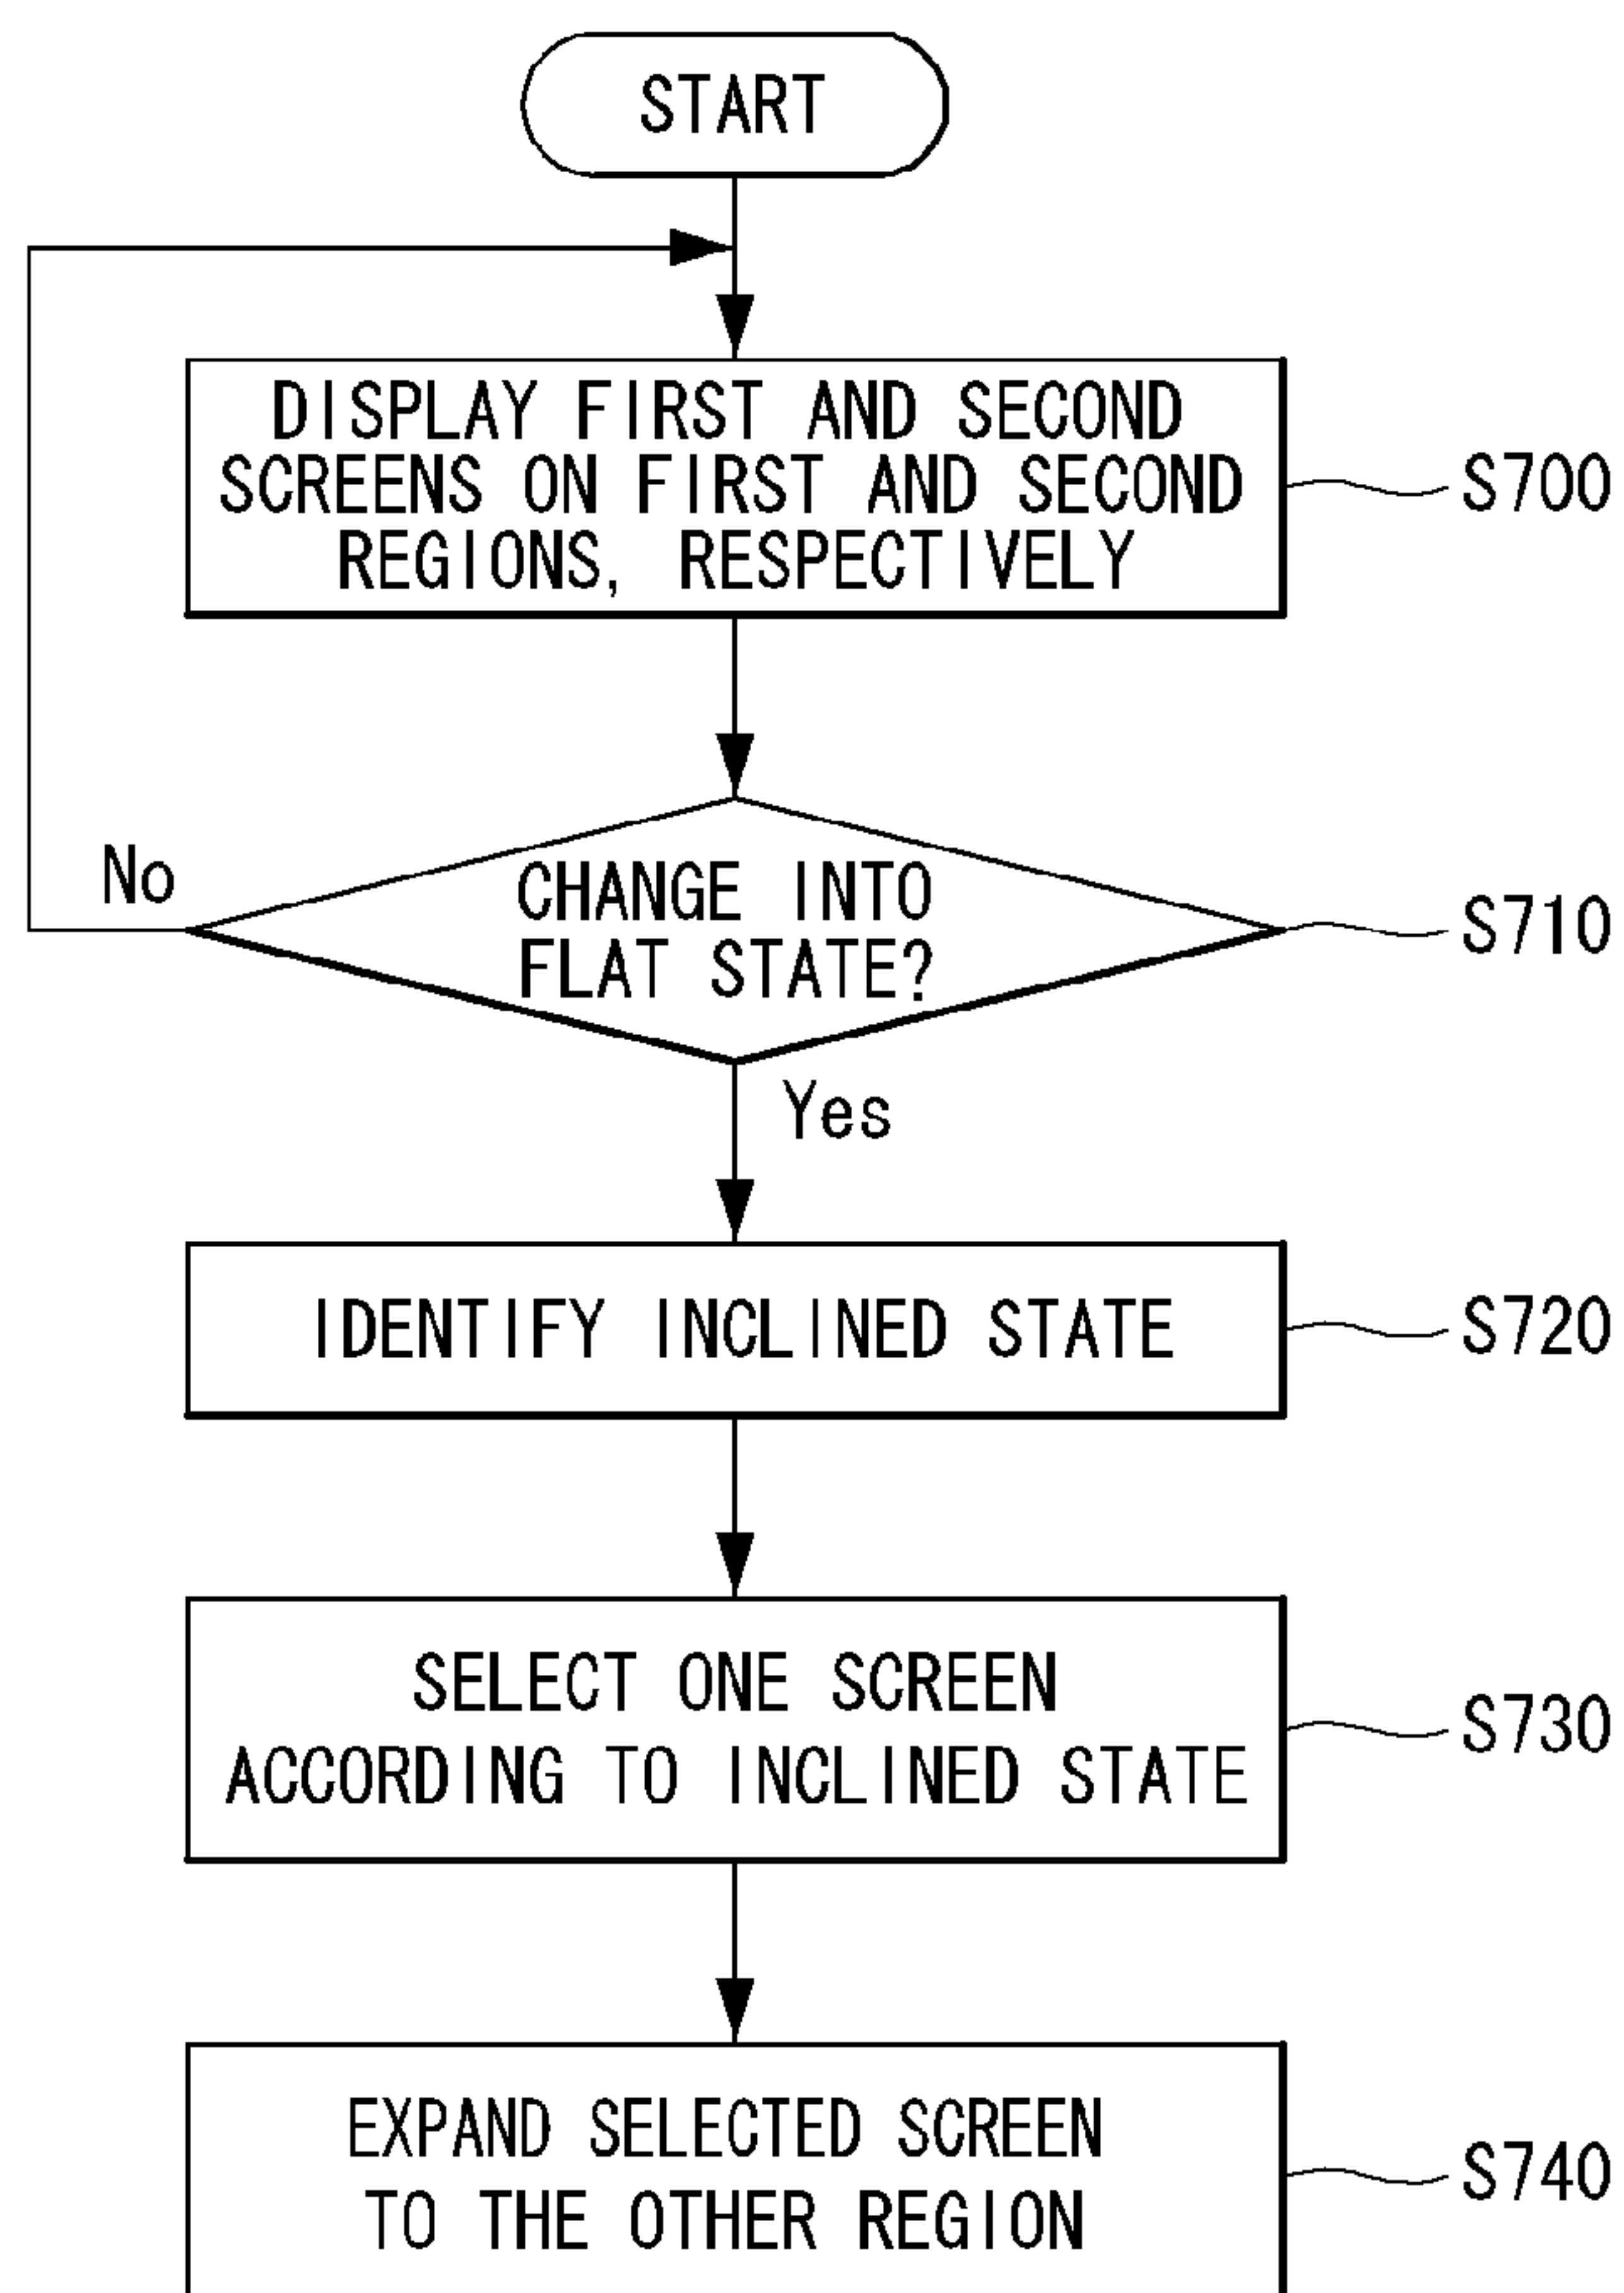 START
DISPLAY FIRST AND SECOND
SCREENS ON FIRST AND SECOND
REGIONS, RESPECTIVELY
S700
No
CHANGE INTO
FLAT STATE?
S710
Yes
IDENTIFY INCLINED STATE
S720
SELECT ONE SCREEN
ACCORDING TO INCLINED STATE
S730
EXPAND SELECTED SCREEN
TO THE OTHER REGION
S740